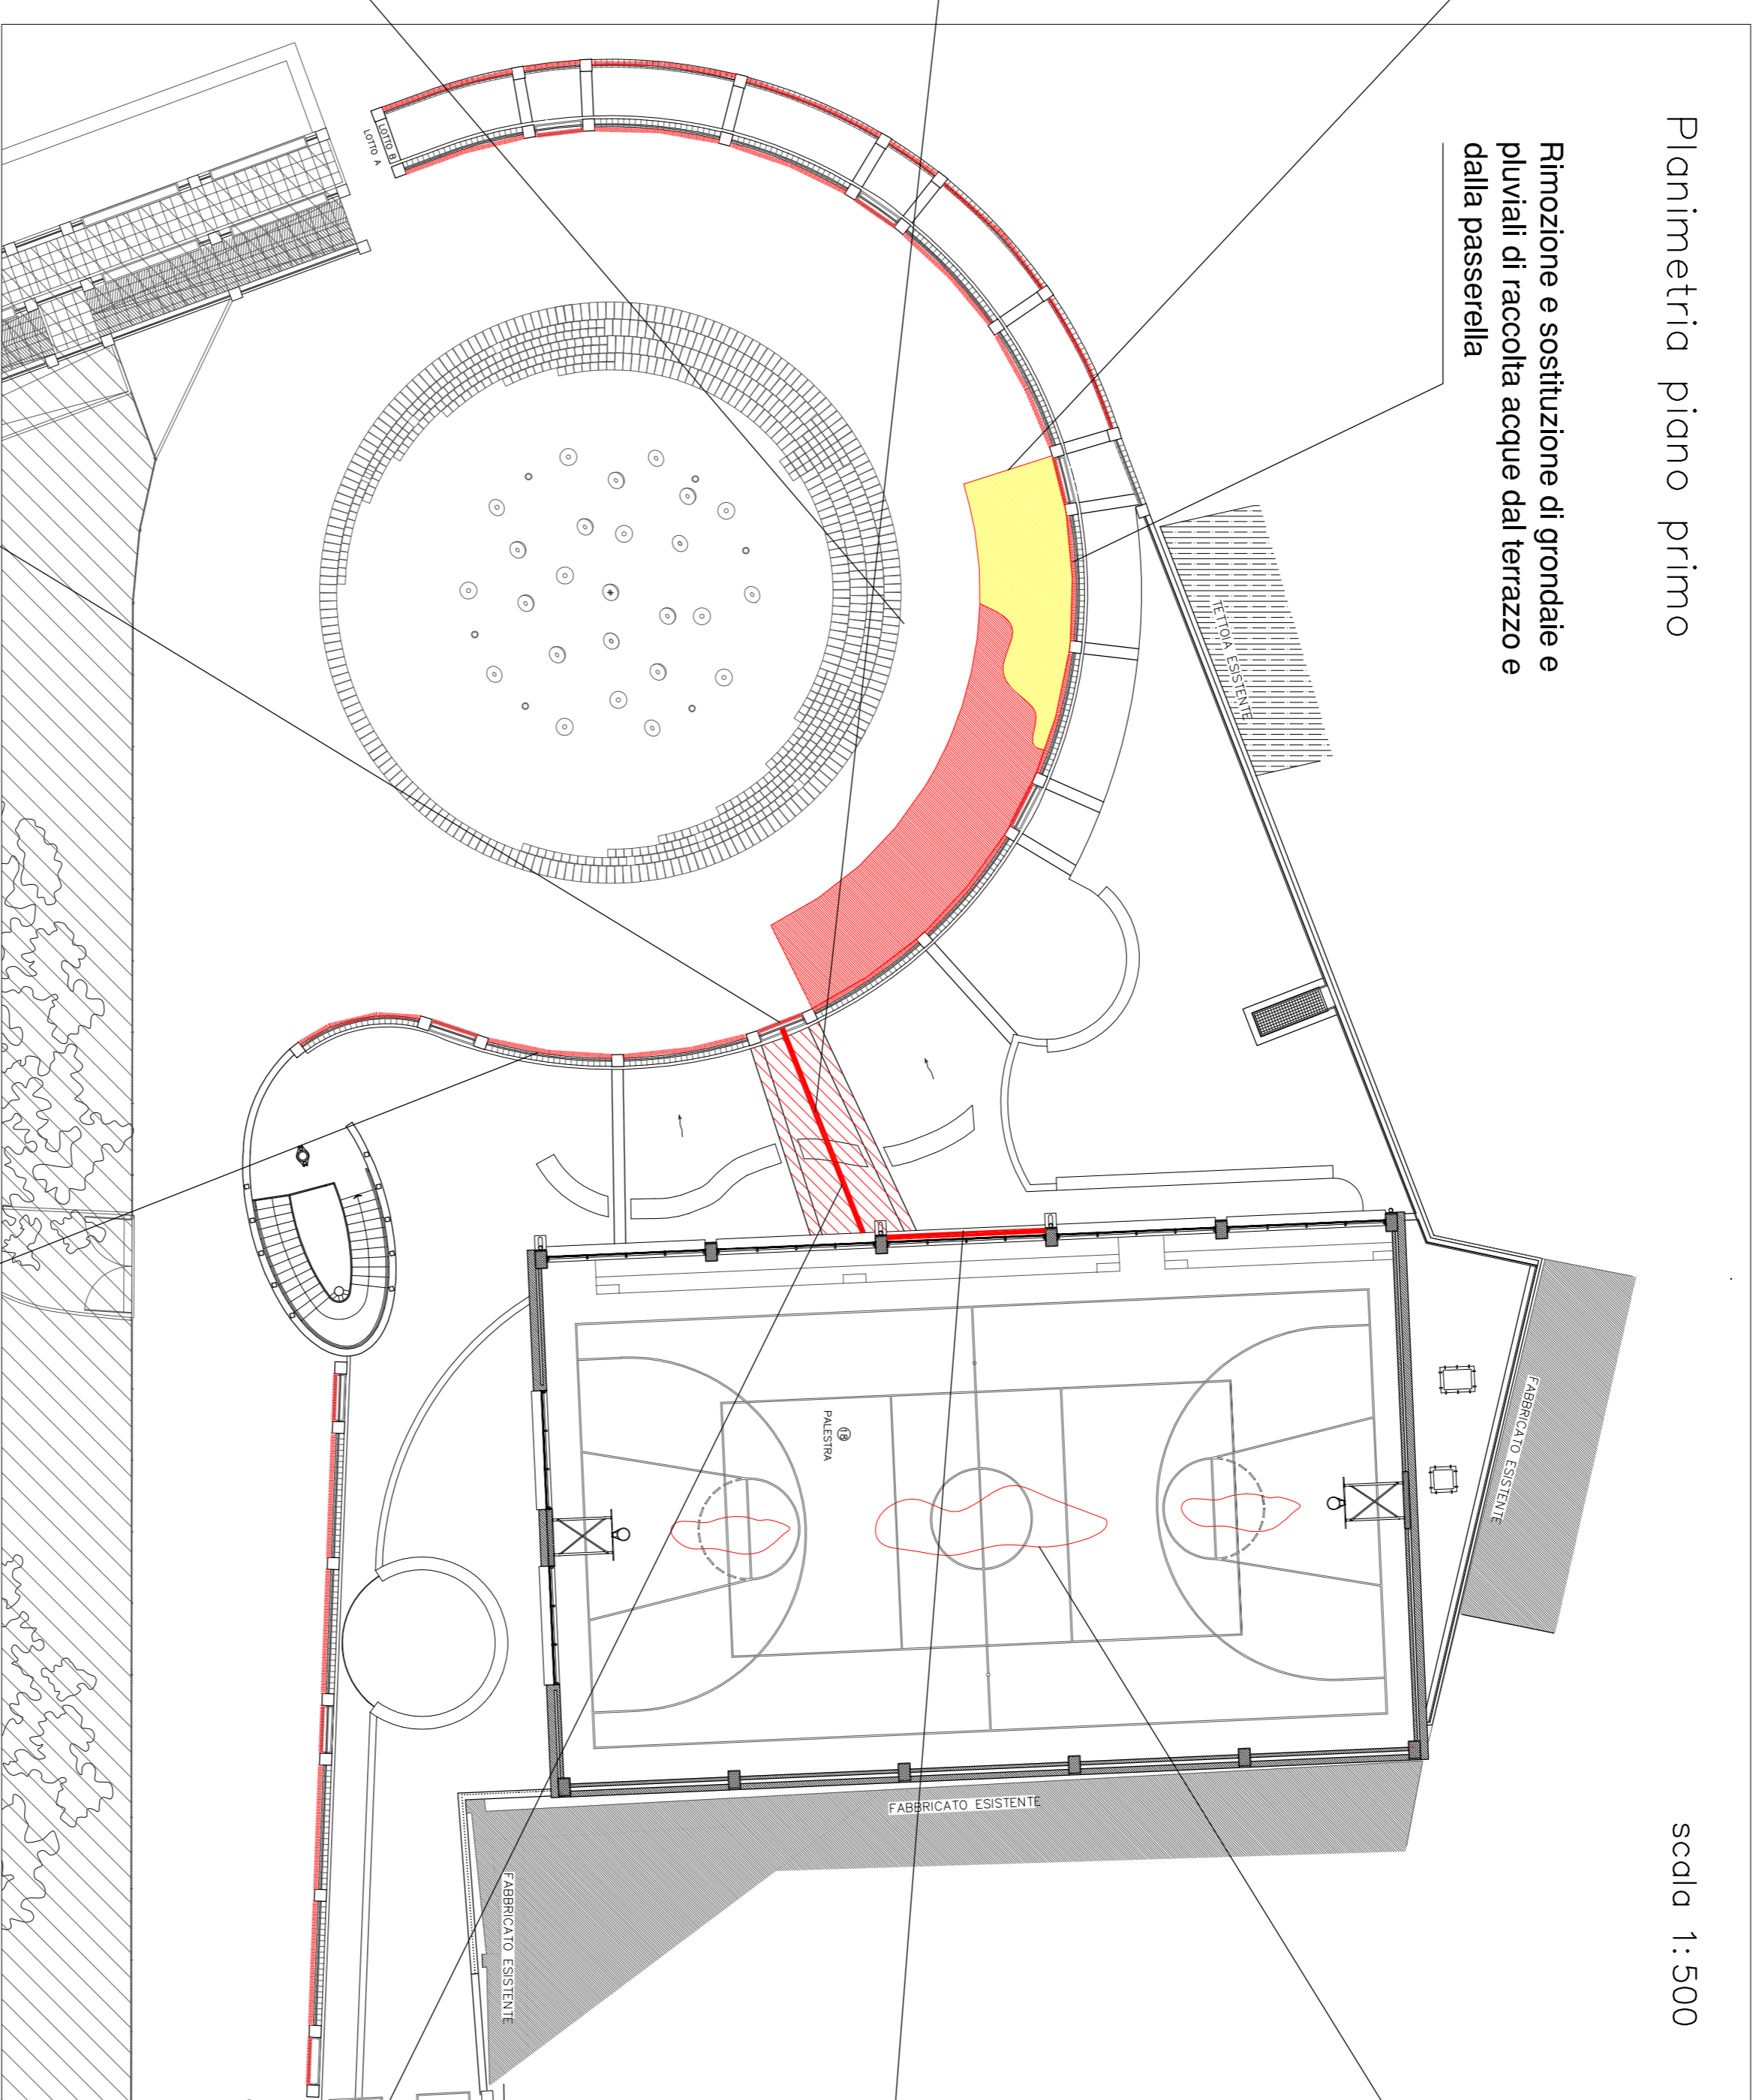 Planimetria piano primo
scala 1:500
Rimozione e sostituzione di grondaie e
pluviali di raccolta acque dal terrazzo e
dalla passerella
LOTTO B
LOTTO A
TETTOIA ESISTENTE
FABBRICATO ESISTENTE
18
PALESTRA
FABBRICATO ESISTENTE
FABBRICATO ESISTENTE